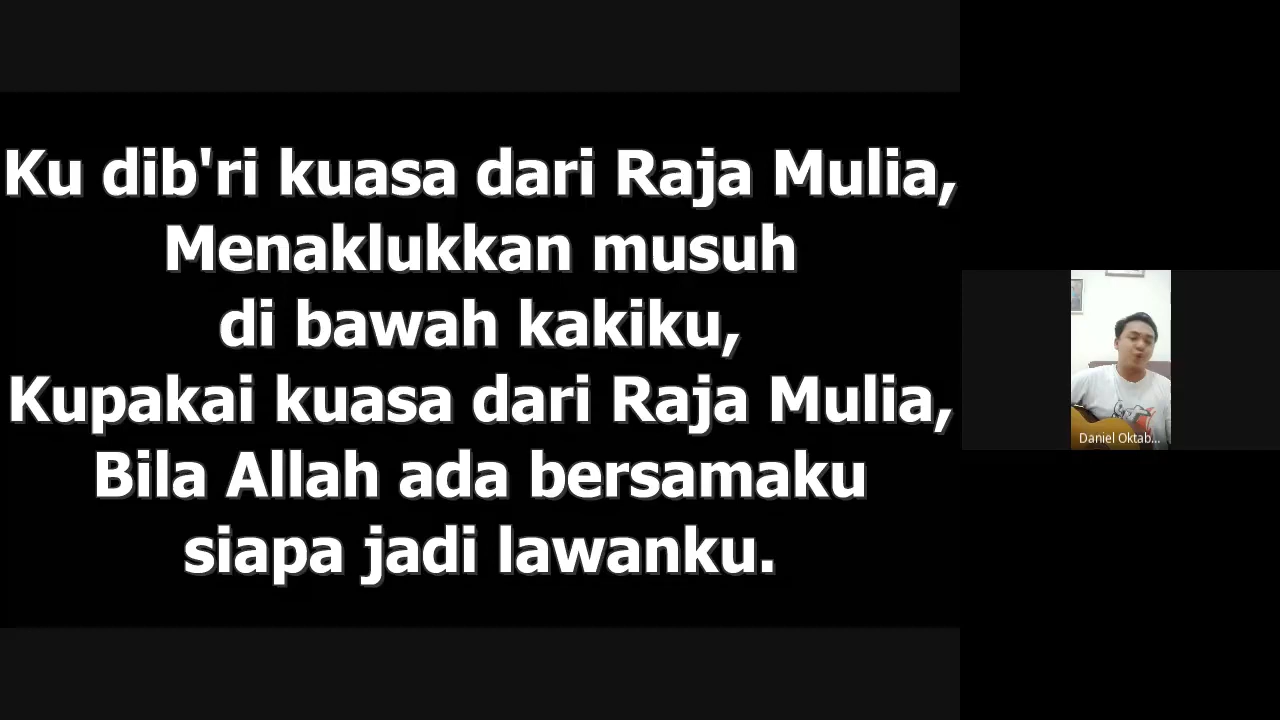 Ku dib'ri kuasa dari Raja Mulia,
Menaklukkan musuh
di bawah kakiku,
Kupakai kuasa dari Raja Mulia,
Bila Allah ada bersamaku
siapa jadi lawanku.
Daniel Oktab...